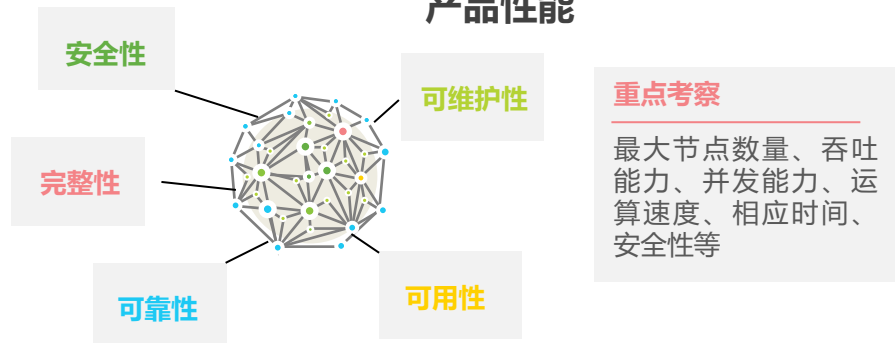 产品性能
安全性
可维护性
完整性
可靠性
可用性
重点考察
最大节点数量、吞吐
能力、并发能力、运
算速度、相应时间、
安全性等